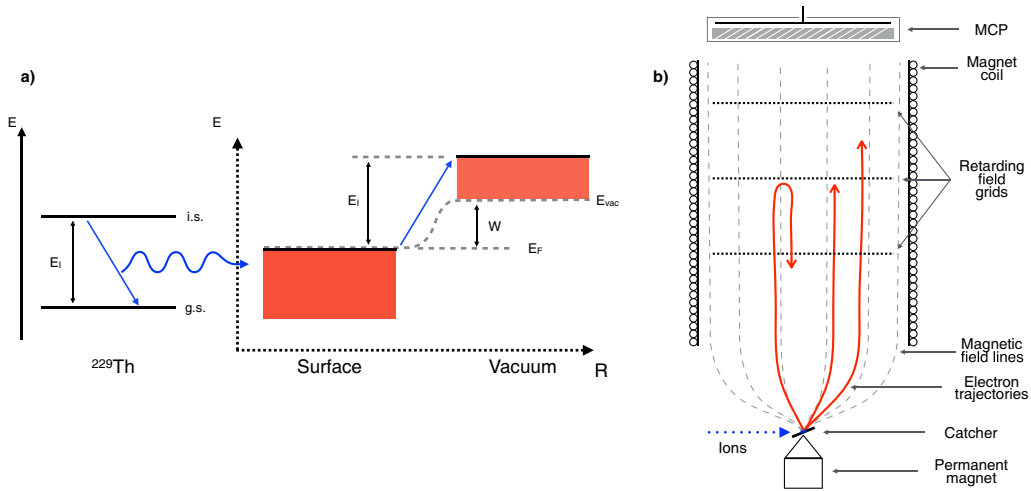 a)
E
i.s.
E_I
g.s.
²²⁹Th
E
E_I
W
E_vac
E_F
Surface
Vacuum
R
b)
MCP
Magnet
coil
Retarding
field
grids
Magnetic
field lines
Electron
trajectories
Ions
Catcher
Permanent
magnet